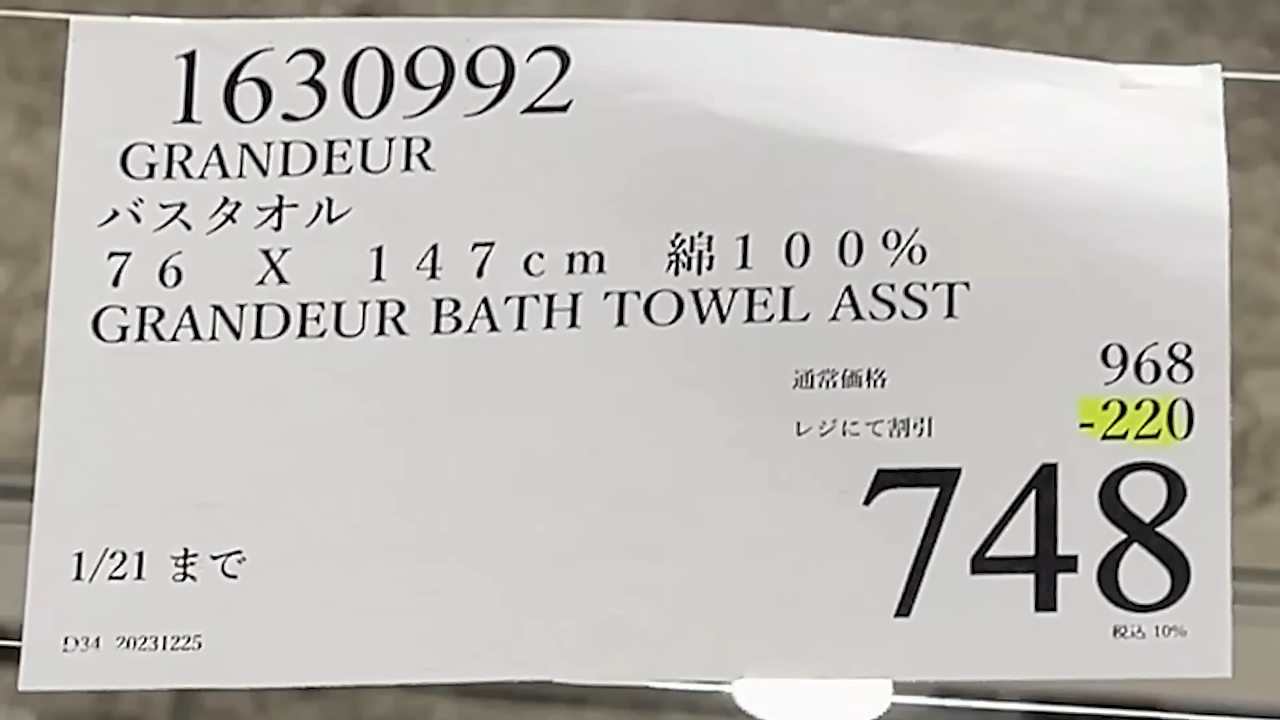 1630992
GRANDEUR
バスタオル
76 X 147cm 綿100%
GRANDEUR BATH TOWEL ASST
通常価格 968
レジにて割引 -220
748
税込 10%
1/21 まで
D34 20231225